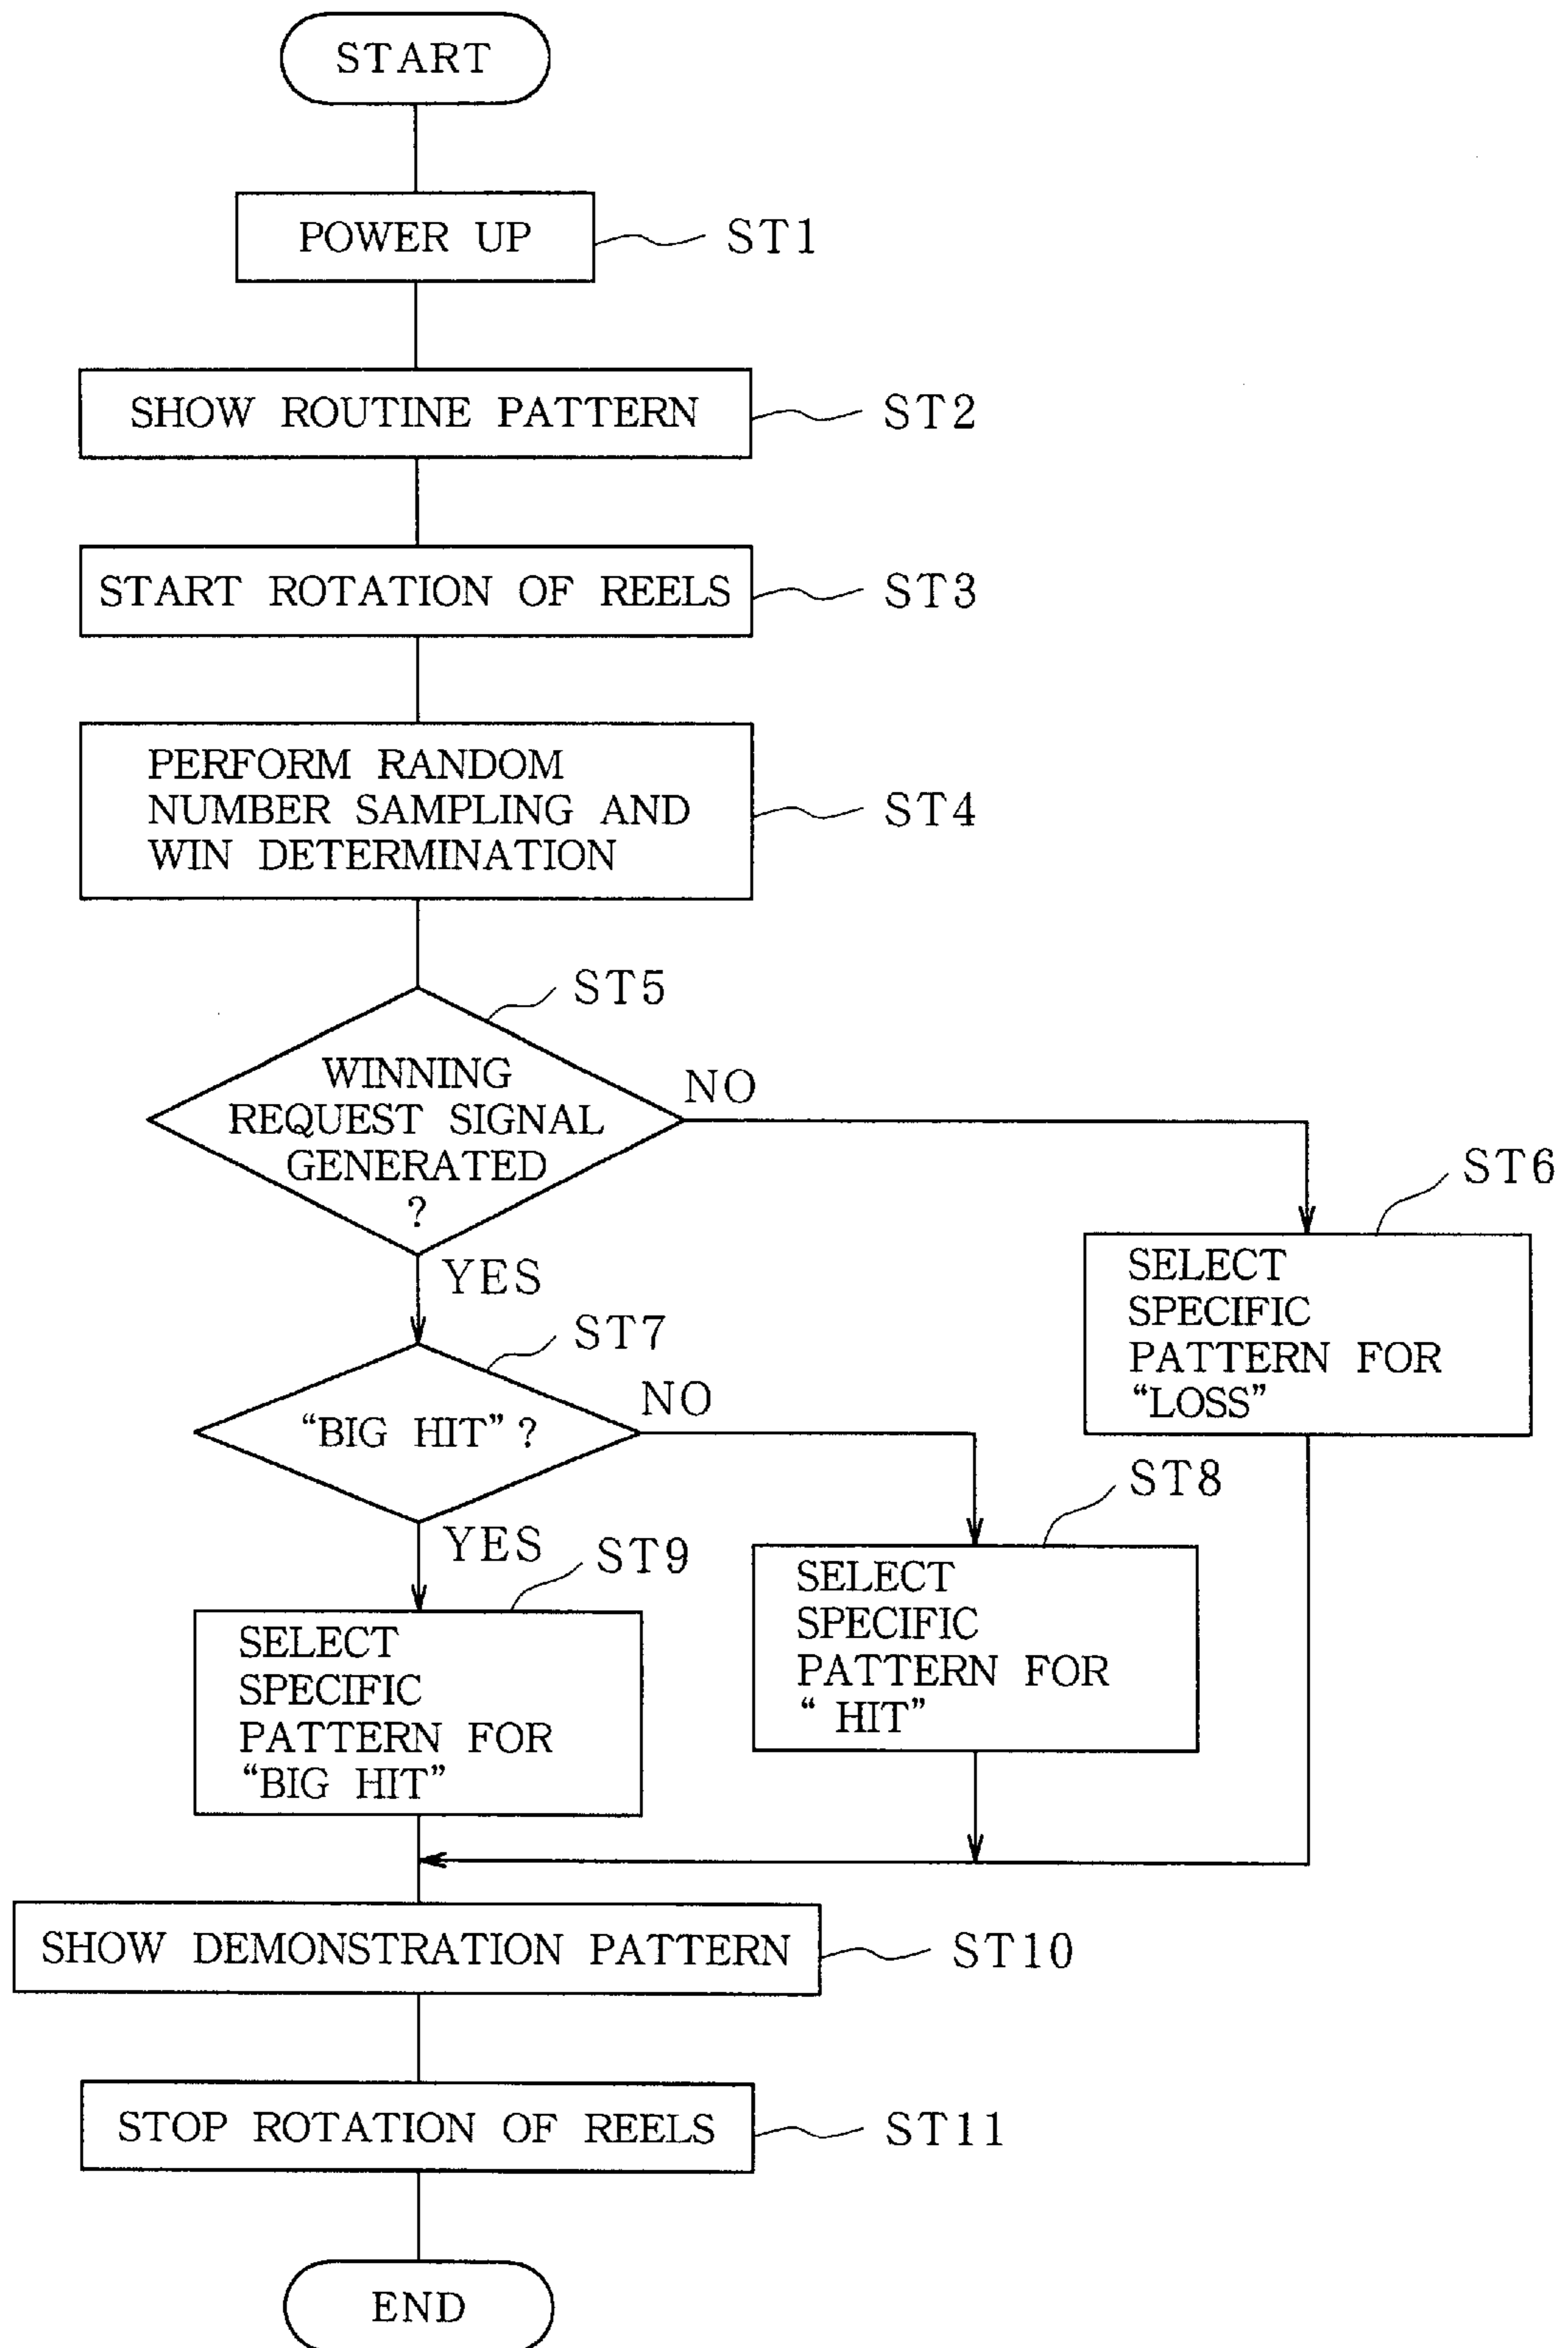 START
POWER UP
ST1
SHOW ROUTINE PATTERN
ST2
START ROTATION OF REELS
ST3
PERFORM RANDOM
NUMBER SAMPLING AND
WIN DETERMINATION
ST4
ST5
WINNING
REQUEST SIGNAL
GENERATED
?
NO
YES
ST6
SELECT
SPECIFIC
PATTERN FOR
“LOSS”
ST7
“BIG HIT” ?
NO
YES
ST8
SELECT
SPECIFIC
PATTERN FOR
“ HIT”
ST9
SELECT
SPECIFIC
PATTERN FOR
“BIG HIT”
SHOW DEMONSTRATION PATTERN
ST10
STOP ROTATION OF REELS
ST11
END